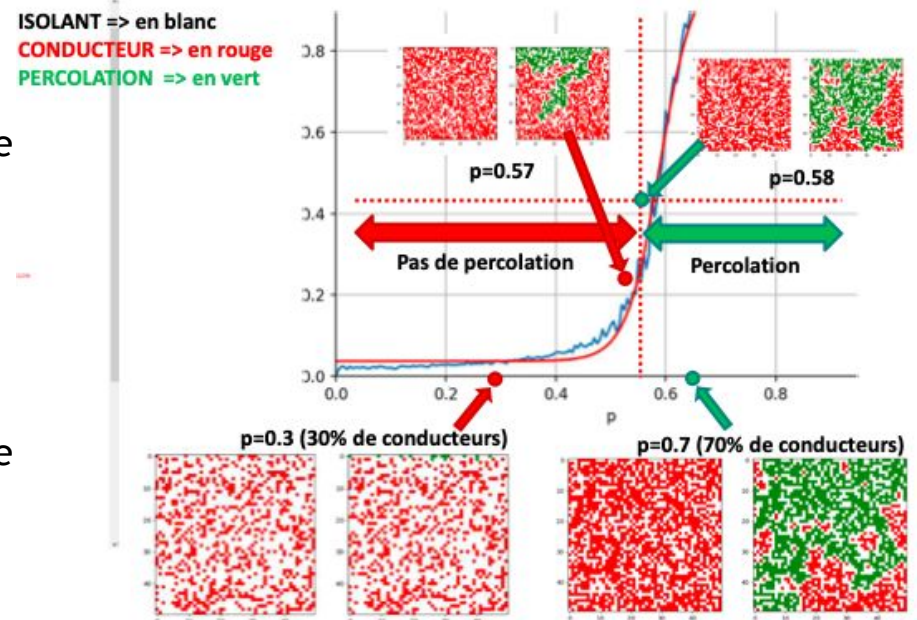 ISOLANT => en blanc
CONDUCTEUR => en rouge
PERCOLATION => en vert
e
e
0.8
0.6
0.4
0.2
0.0
p=0.57
p=0.58
Pas de percolation
Percolation
0.0 0.2 0.4 0.6 0.8
p
p=0.3 (30% de conducteurs)
p=0.7 (70% de conducteurs)